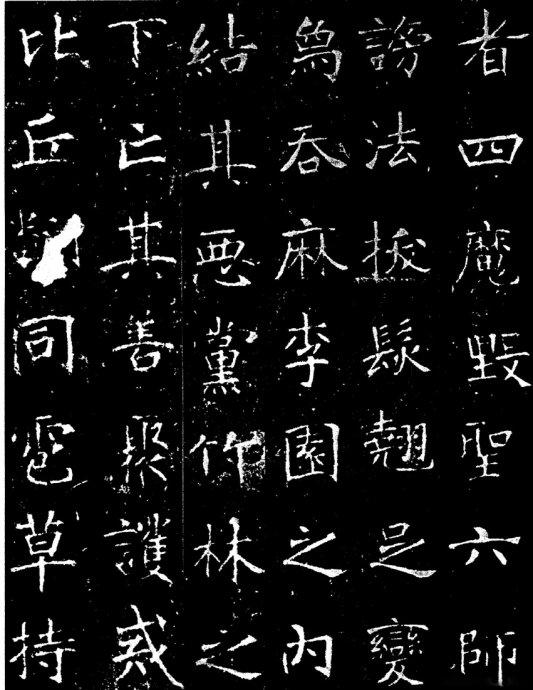 者四魔毀聖六師
謗法拔髮翹足變
為吞麻李園之內
結其惡黨竹林之
下亡其善聚護戒
比丘同雹草持